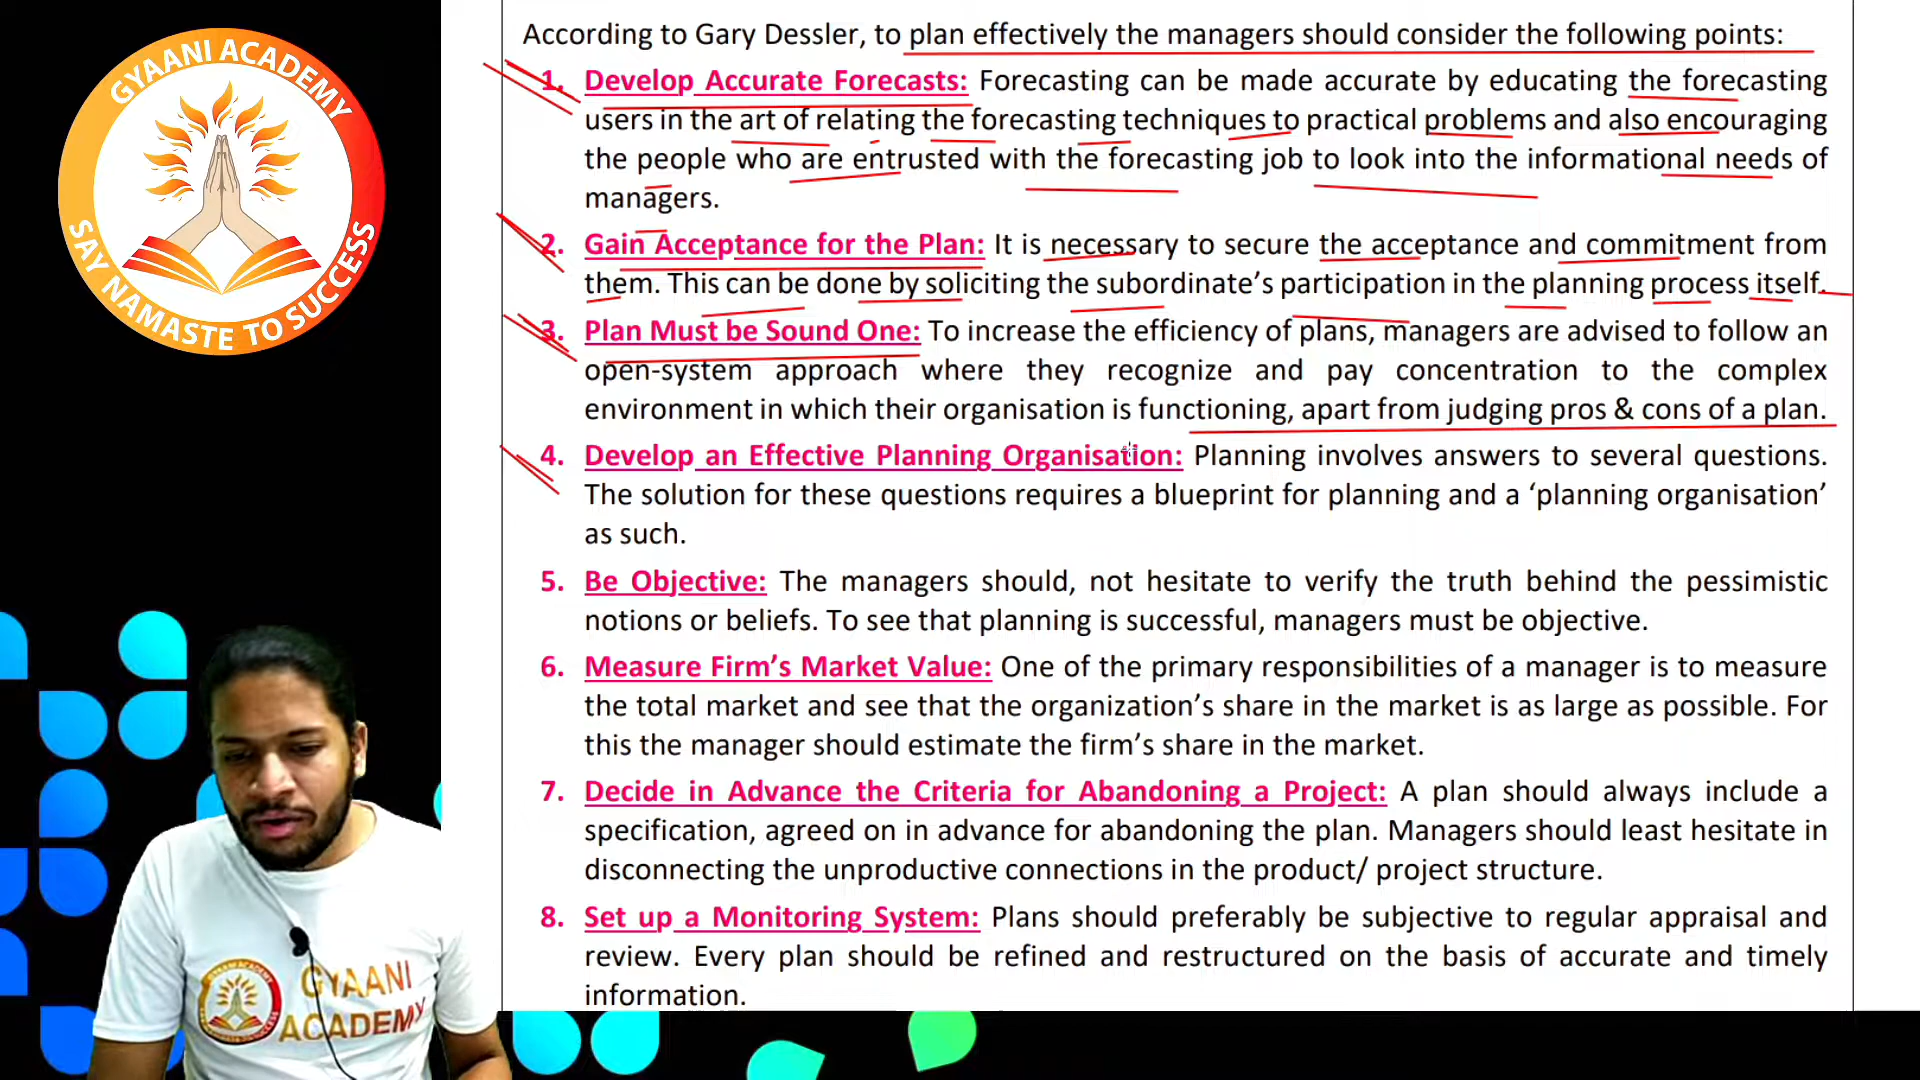 GYAANI ACADEMY
SAY NAMASTE TO SUCCESS
According to Gary Dessler, to plan effectively the managers should consider the following points:
1. Develop Accurate Forecasts: Forecasting can be made accurate by educating the forecasting
users in the art of relating the forecasting techniques to practical problems and also encouraging
the people who are entrusted with the forecasting job to look into the informational needs of
managers.
2. Gain Acceptance for the Plan: It is necessary to secure the acceptance and commitment from
them. This can be done by soliciting the subordinate’s participation in the planning process itself.
3. Plan Must be Sound One: To increase the efficiency of plans, managers are advised to follow an
open-system approach where they recognize and pay concentration to the complex
environment in which their organisation is functioning, apart from judging pros & cons of a plan.
4. Develop an Effective Planning Organisation: Planning involves answers to several questions.
The solution for these questions requires a blueprint for planning and a ‘planning organisation’
as such.
5. Be Objective: The managers should, not hesitate to verify the truth behind the pessimistic
notions or beliefs. To see that planning is successful, managers must be objective.
6. Measure Firm’s Market Value: One of the primary responsibilities of a manager is to measure
the total market and see that the organization’s share in the market is as large as possible. For
this the manager should estimate the firm’s share in the market.
7. Decide in Advance the Criteria for Abandoning a Project: A plan should always include a
specification, agreed on in advance for abandoning the plan. Managers should least hesitate in
disconnecting the unproductive connections in the product/ project structure.
8. Set up a Monitoring System: Plans should preferably be subjective to regular appraisal and
review. Every plan should be refined and restructured on the basis of accurate and timely
information.
GYAANI
ACADEMY